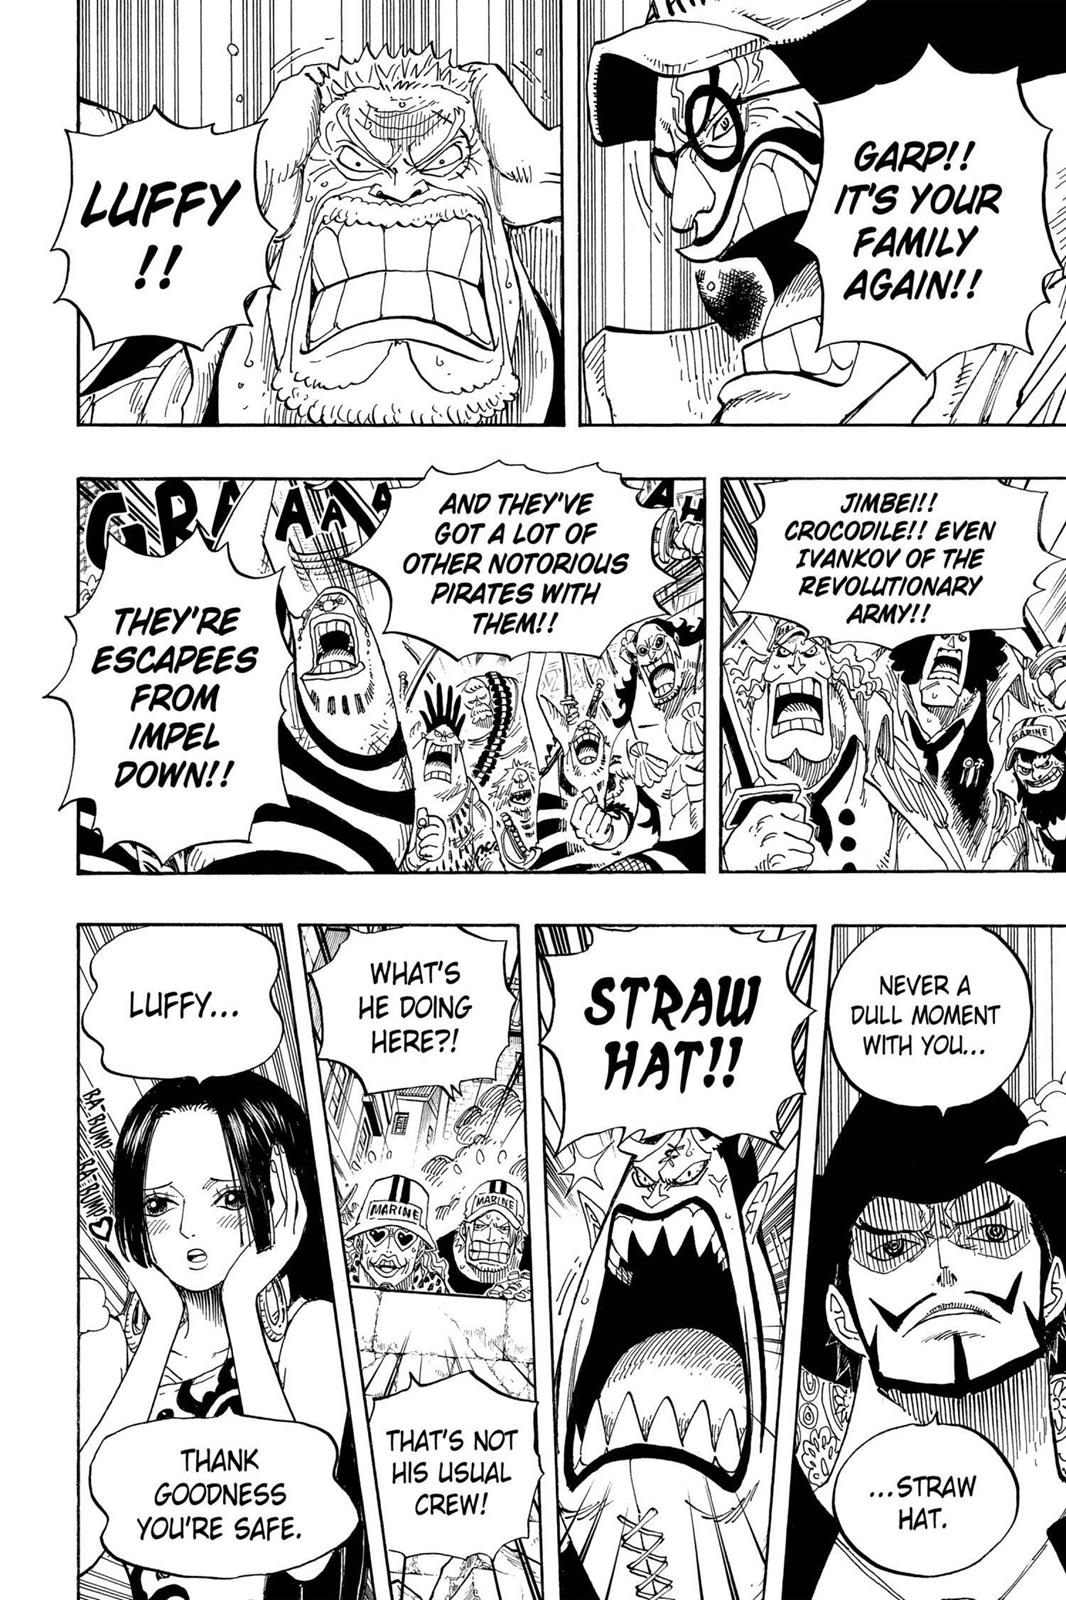 GARP!!
IT'S YOUR
FAMILY
AGAIN!!
LUFFY
!!
JIMBEI!!
CROCODILE!! EVEN
IVANKOV OF THE
REVOLUTIONARY
ARMY!!
MARINE
AND THEY'VE
GOT A LOT OF
OTHER NOTORIOUS
PIRATES WITH
THEM!!
THEY'RE
ESCAPEES
FROM
IMPEL
DOWN!!
NEVER A
DULL MOMENT
WITH YOU...
...STRAW
HAT.
STRAW
HAT!!
WHAT'S
HE DOING
HERE?!
MARINE
MARINE
THAT'S NOT
HIS USUAL
CREW!
LUFFY...
BA-BUMP
BA-BUMP
THANK
GOODNESS
YOU'RE SAFE.